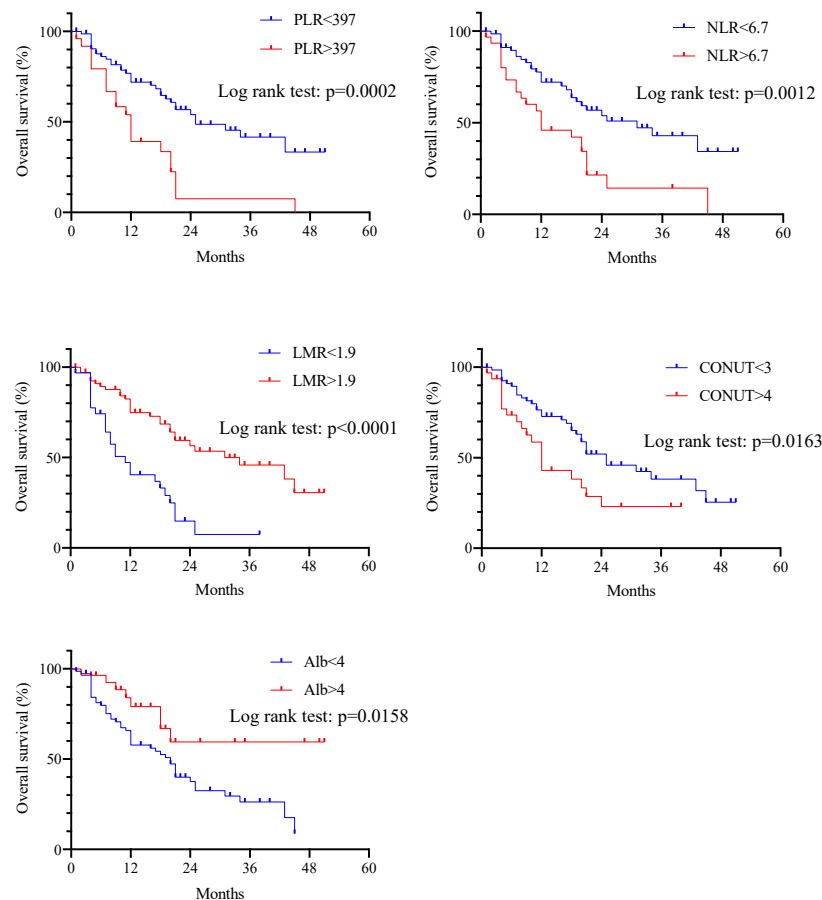 PLR<397
PLR>397
Log rank test: p=0.0002
Overall survival (%)
100
50
0
0 12 24 36 48 60
Months
NLR<6.7
NLR>6.7
Log rank test: p=0.0012
Overall survival (%)
100
50
0
0 12 24 36 48 60
Months
LMR<1.9
LMR>1.9
Log rank test: p<0.0001
Overall survival (%)
100
50
0
0 12 24 36 48 60
Months
CONUT<3
CONUT>4
Log rank test: p=0.0163
Overall survival (%)
100
50
0
0 12 24 36 48 60
Months
Alb<4
Alb>4
Log rank test: p=0.0158
Overall survival (%)
100
50
0
0 12 24 36 48 60
Months